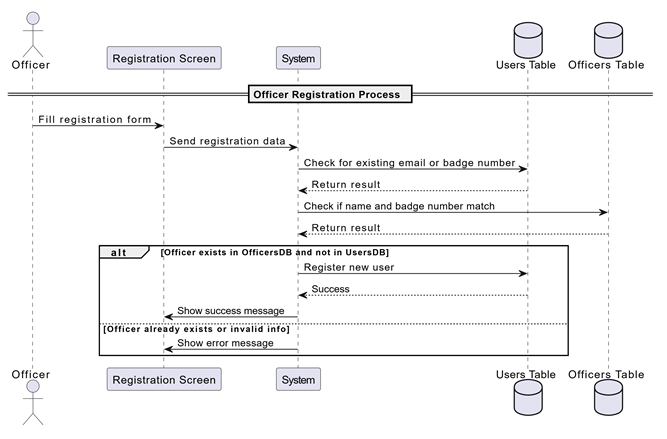 Officer
Registration Screen
System
Users Table
Officers Table
Officer Registration Process
Fill registration form
Send registration data
Check for existing email or badge number
Return result
Check if name and badge number match
Return result
alt
[Officer exists in OfficersDB and not in UsersDB]
Register new user
Success
Show success message
[Officer already exists or invalid info]
Show error message
Officer
Registration Screen
System
Users Table
Officers Table